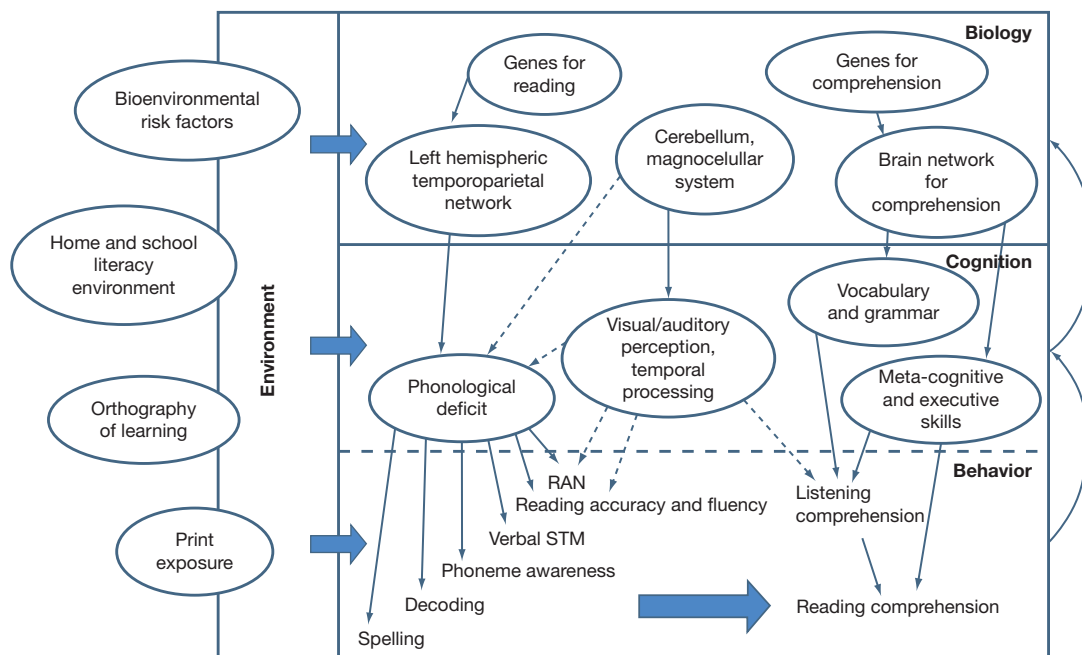 Biology
Genes for
reading
Genes for
comprehension
Bioenvironmental
risk factors
Left hemispheric
temporoparietal
network
Cerebellum,
magnocelullar
system
Brain network
for
comprehension
Home and school
literacy
environment
Environment
Cognition
Vocabulary
and grammar
Visual/auditory
perception,
temporal
processing
Phonological
deficit
Meta-cognitive
and executive
skills
Orthography
of learning
Behavior
RAN
Reading accuracy and fluency
Listening
comprehension
Verbal STM
Print
exposure
Phoneme awareness
Decoding
Reading comprehension
Spelling